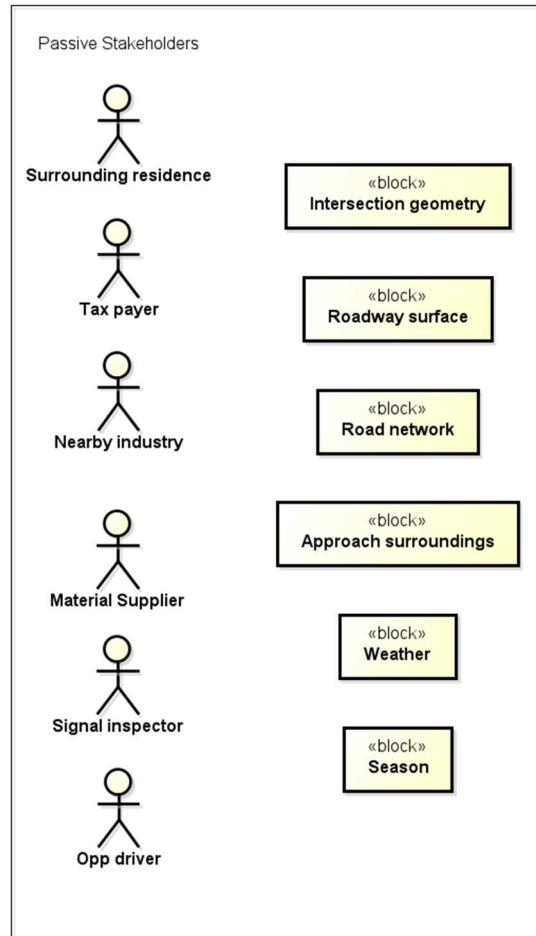 Passive Stakeholders
Surrounding residence
Tax payer
Nearby industry
Material Supplier
Signal inspector
Opp driver
«block»
Intersection geometry
«block»
Roadway surface
«block»
Road network
«block»
Approach surroundings
«block»
Weather
«block»
Season